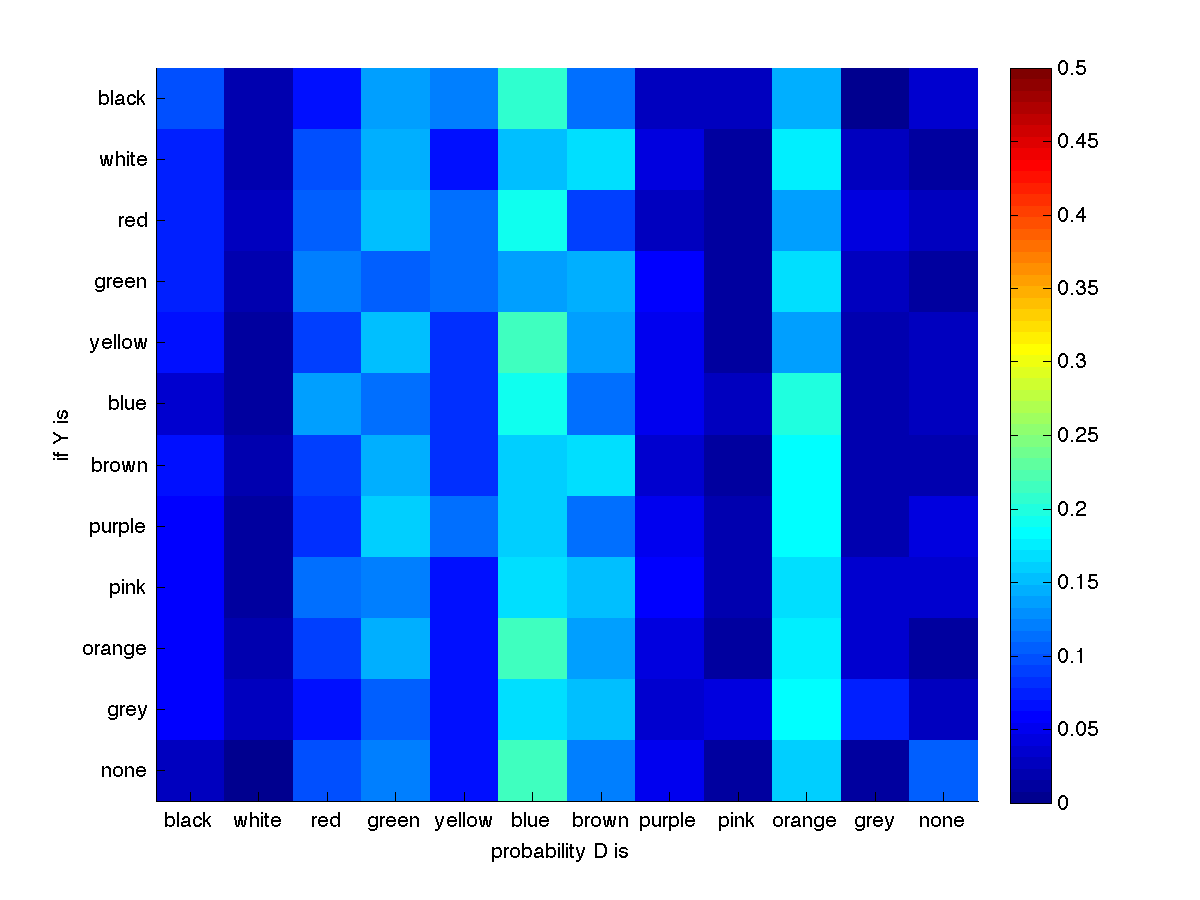 black
white
red
green
yellow
blue
brown
purple
pink
orange
grey
none
if Y is
black white red green yellow blue brown purple pink orange grey none
probability D is
0.5
0.45
0.4
0.35
0.3
0.25
0.2
0.15
0.1
0.05
0